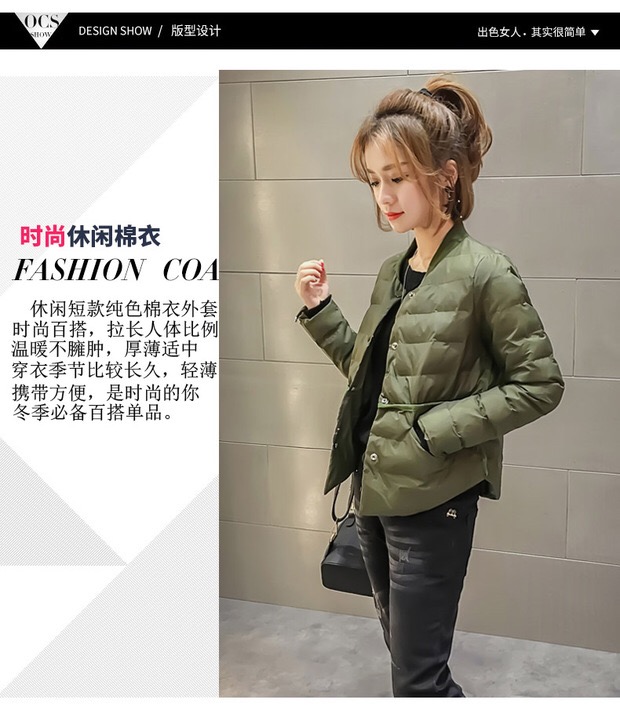 OCS
SHOW
DESIGN SHOW / 版型设计
出色女人. 其实很简单
时尚休闲棉衣
FASHION COA
休闲短款纯色棉衣外套
时尚百搭，拉长人体比例
温暖不臃肿，厚薄适中
穿衣季节比较长久，轻薄
携带方便，是时尚的你
冬季必备百搭单品。